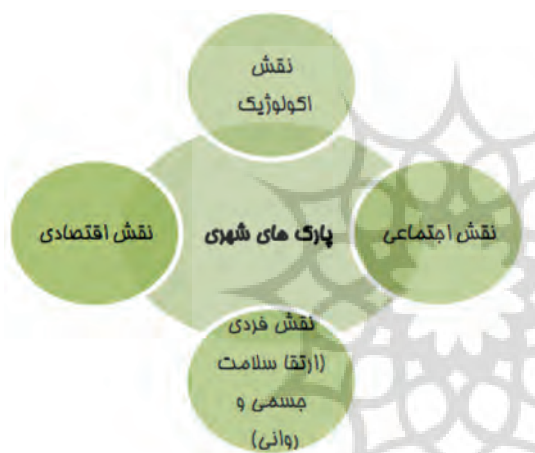 نقش
اکولوژیک
نقش اجتماعی
پارک های شهری
نقش اقتصادی
نقش فردی
(ارتقا سلامت
جسمی و
روانی)